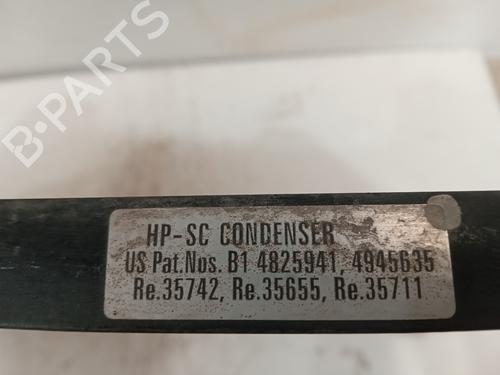 B-PARTS
HP-SC CONDENSER
US Pat.Nos. B1 4825941, 4945635
Re.35742, Re.35655, Re.35711